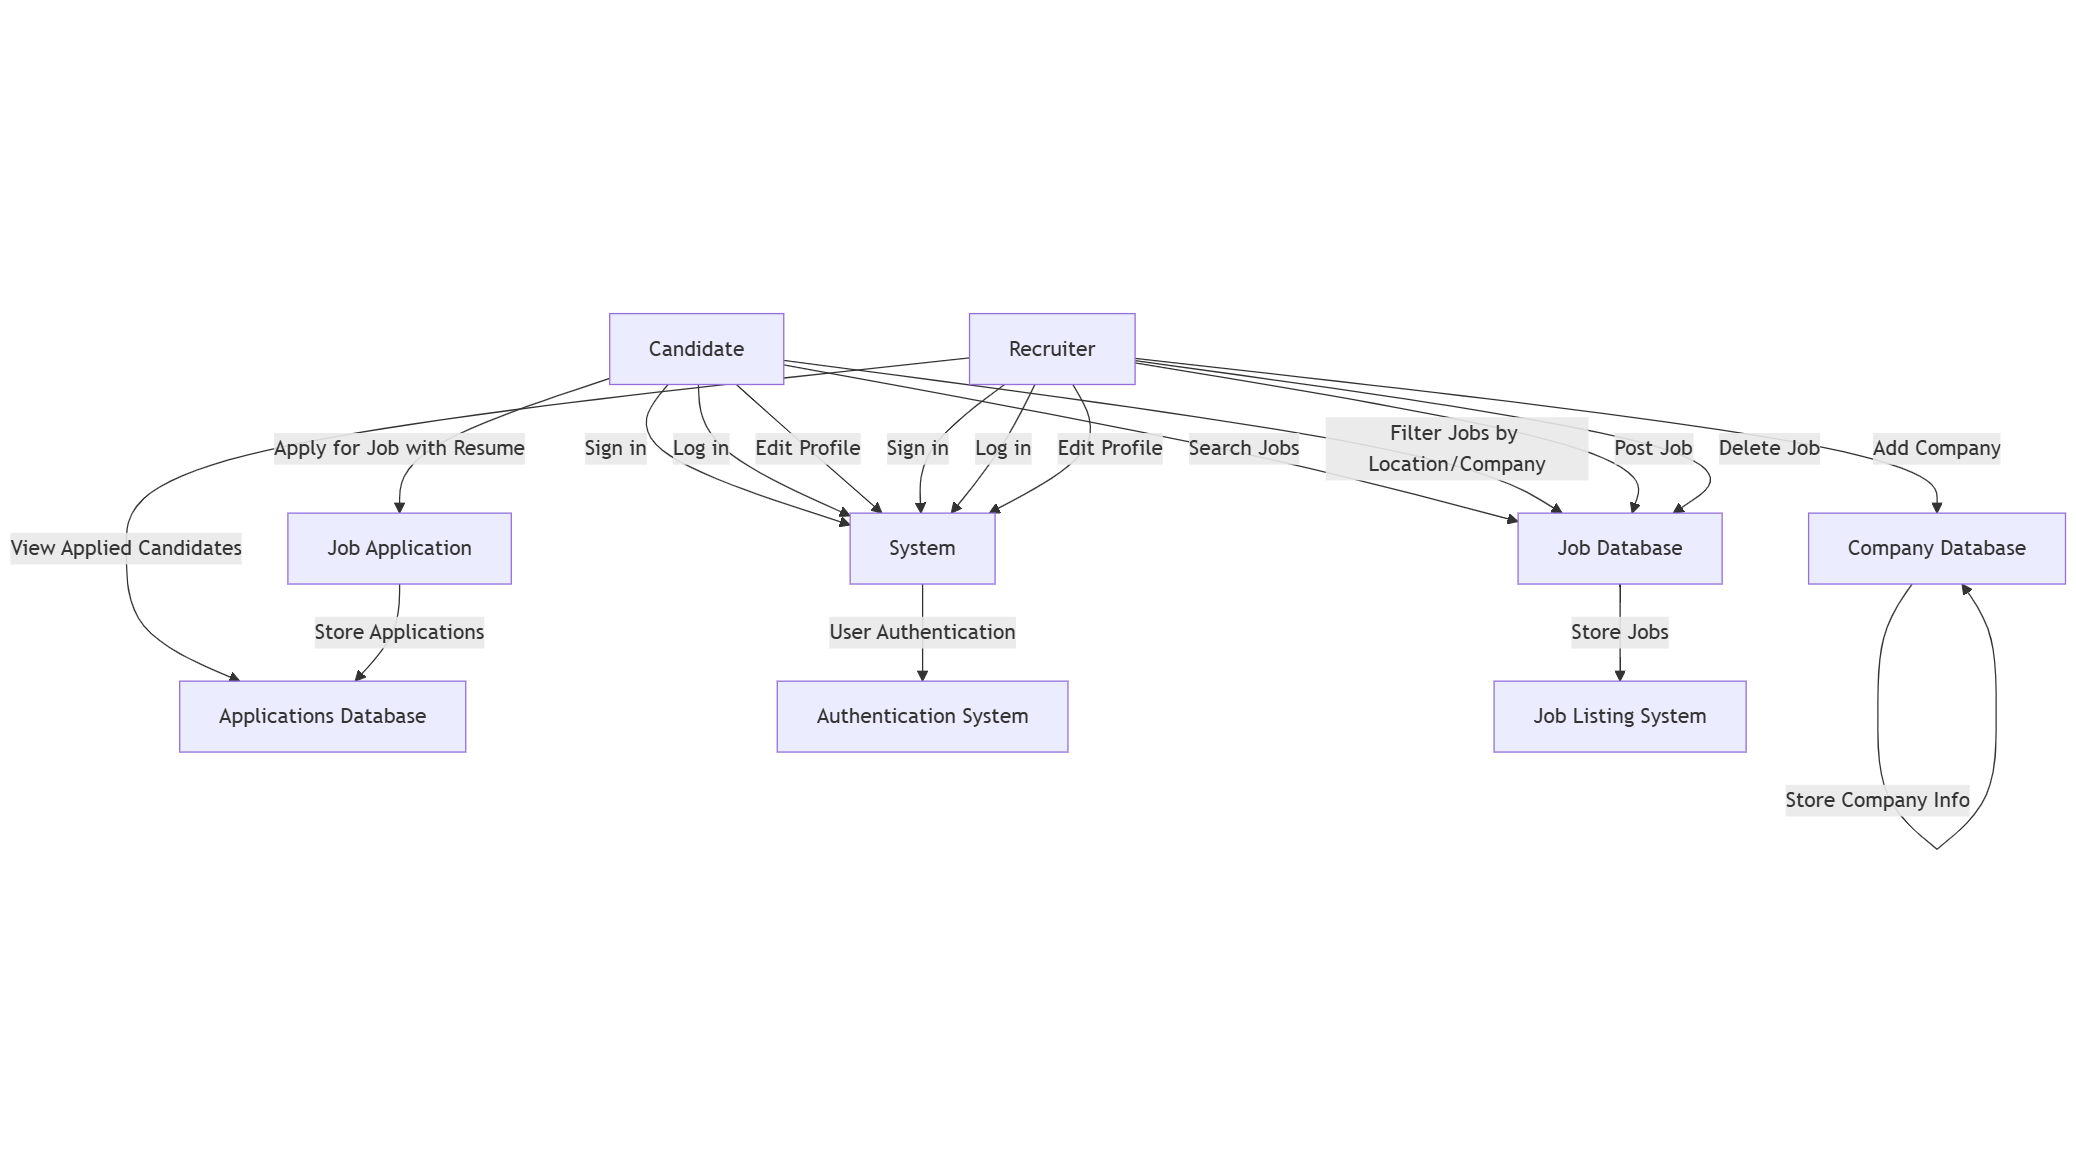 Candidate
Recruiter
Apply for Job with Resume
Sign in
Log in
Edit Profile
Sign in
Log in
Edit Profile
Search Jobs
Filter Jobs by
Location/Company
Post Job
Delete Job
Add Company
View Applied Candidates
Job Application
System
Job Database
Company Database
Store Applications
User Authentication
Store Jobs
Applications Database
Authentication System
Job Listing System
Store Company Info